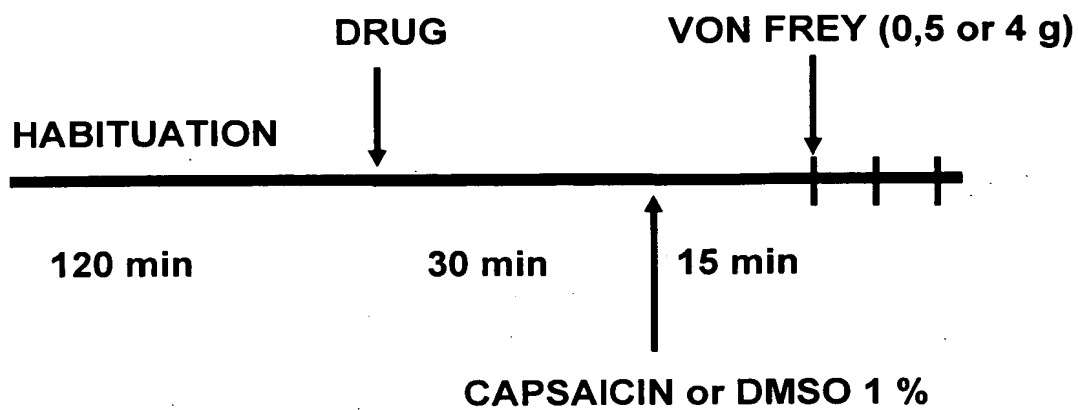 DRUG
VON FREY (0,5 or 4 g)
HABITUATION
120 min
30 min
15 min
CAPSAICIN or DMSO 1 %